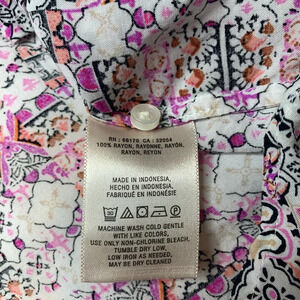 RN : 66170, CA : 32054
100% RAYON, RAYONNE, RAYÓN,
RAYON, REYON
MADE IN INDONESIA,
HECHO EN INDONESIA,
FABRIQUÉ EN INDONÉSIE
MACHINE WASH COLD GENTLE
WITH LIKE COLORS,
USE ONLY NON-CHLORINE BLEACH,
TUMBLE DRY LOW,
LOW IRON AS NEEDED,
MAY BE DRY CLEANED